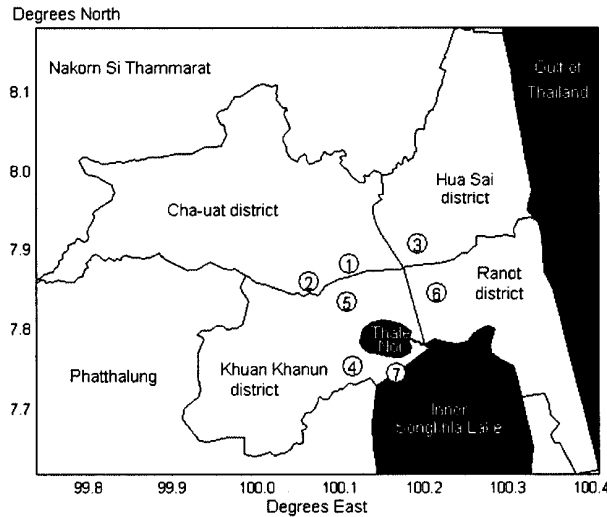 Degrees North
Nakorn Si Thammarat
Gulf of
Thailand
8.1
8.0
Hua Sai
district
Cha-uat district
7.9
3
1
Ranot
district
2
6
5
7.8
Thale
Noi
Phatthalung
Khuan Khanun
district
4
7
7.7
Inner
Songkhla Lake
99.8
99.9
100.0
100.1
100.2
100.3
100.4
Degrees East